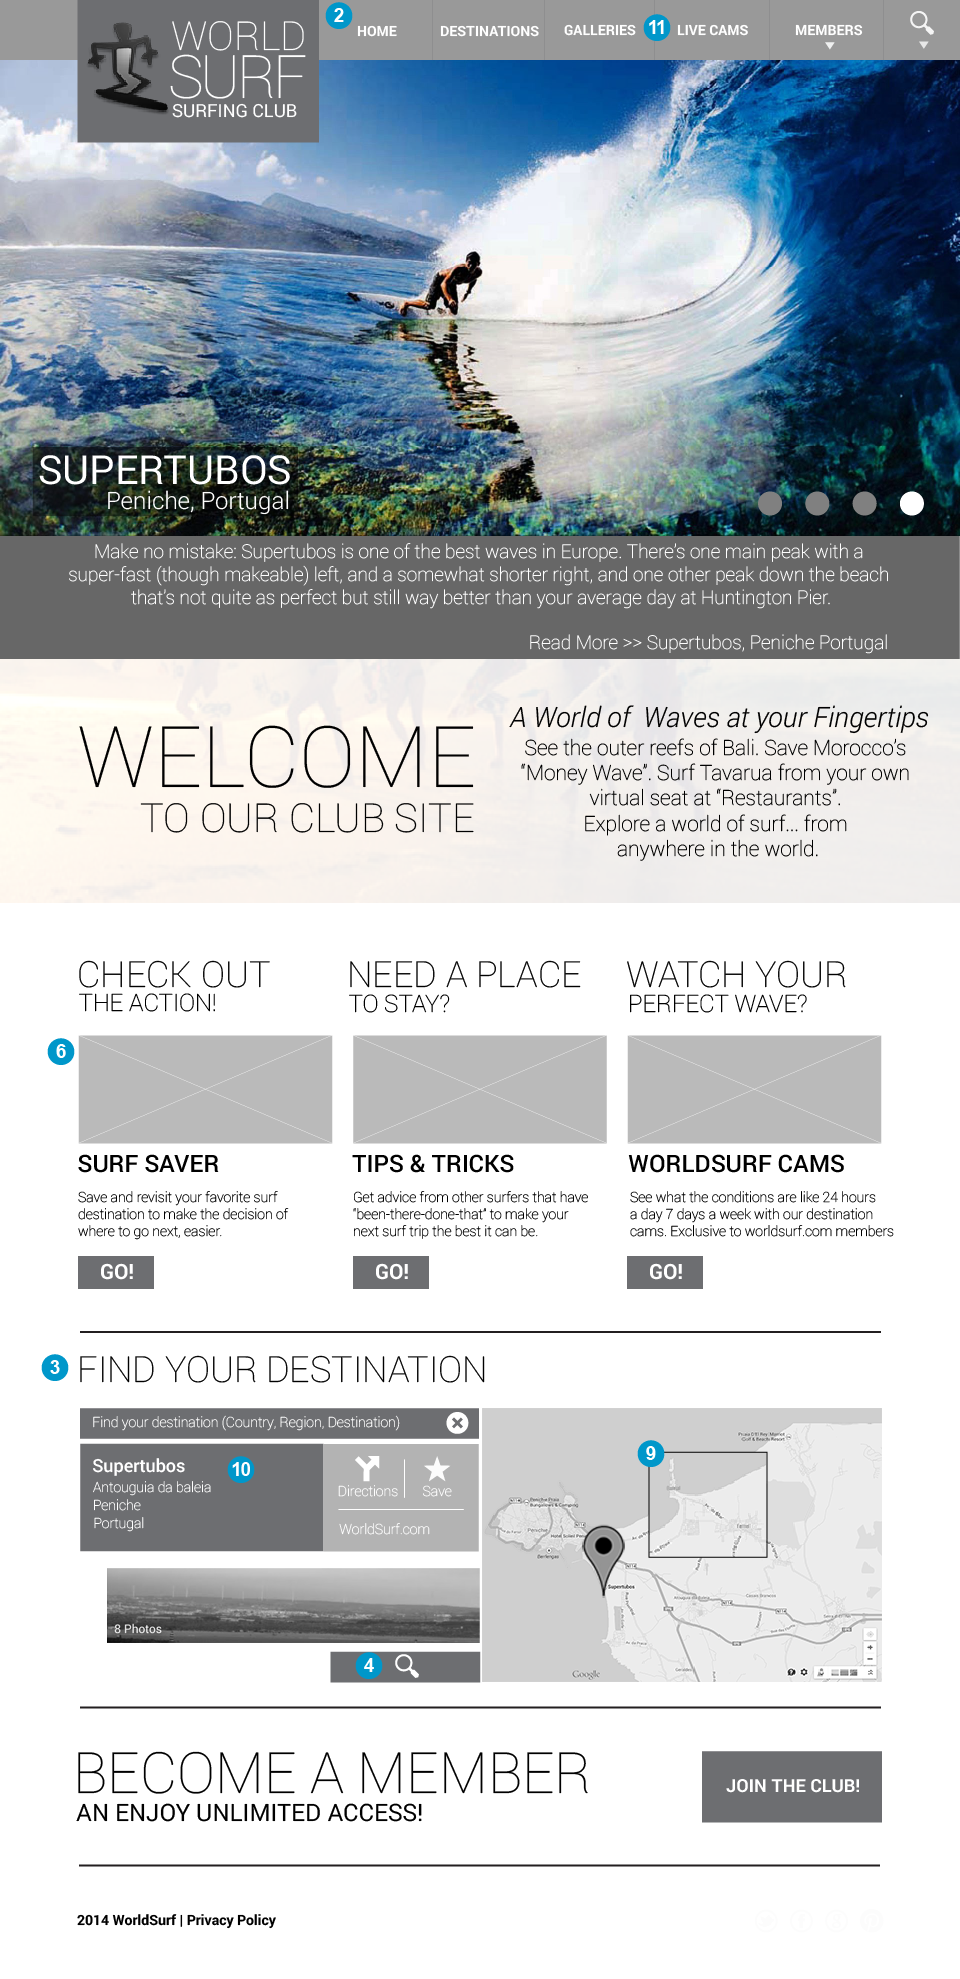 WORLD
SURF
SURFING CLUB
2
HOME
DESTINATIONS
GALLERIES
11
LIVE CAMS
MEMBERS
SUPERTUBOS
Peniche, Portugal
Make no mistake: Supertubos is one of the best waves in Europe. There's one main peak with a
super-fast (though makeable) left, and a somewhat shorter right, and one other peak down the beach
that's not quite as perfect but still way better than your average day at Huntington Pier.
Read More >> Supertubos, Peniche Portugal
WELCOME
TO OUR CLUB SITE
A World of Waves at your Fingertips
See the outer reefs of Bali. Save Morocco's
"Money Wave". Surf Tavarua from your own
virtual seat at "Restaurants".
Explore a world of surf... from
anywhere in the world.
CHECK OUT
THE ACTION!
6
SURF SAVER
Save and revisit your favorite surf
destination to make the decision of
where to go next, easier.
GO!
NEED A PLACE
TO STAY?
TIPS & TRICKS
Get advice from other surfers that have
"been-there-done-that" to make your
next surf trip the best it can be.
GO!
WATCH YOUR
PERFECT WAVE?
WORLDSURF CAMS
See what the conditions are like 24 hours
a day 7 days a week with our destination
cams. Exclusive to worldsurf.com members
GO!
3
FIND YOUR DESTINATION
Find your destination (Country, Region, Destination)
Supertubos
10
Antouguia da baleia
Peniche
Portugal
Directions
Save
WorldSurf.com
8 Photos
4
9
Peniche Praia
Bungalows & Camping
Peniche
Hotel Soleil Peniche
Berlengas
Supertubos
Google
BECOME A MEMBER
AN ENJOY UNLIMITED ACCESS!
JOIN THE CLUB!
2014 WorldSurf | Privacy Policy